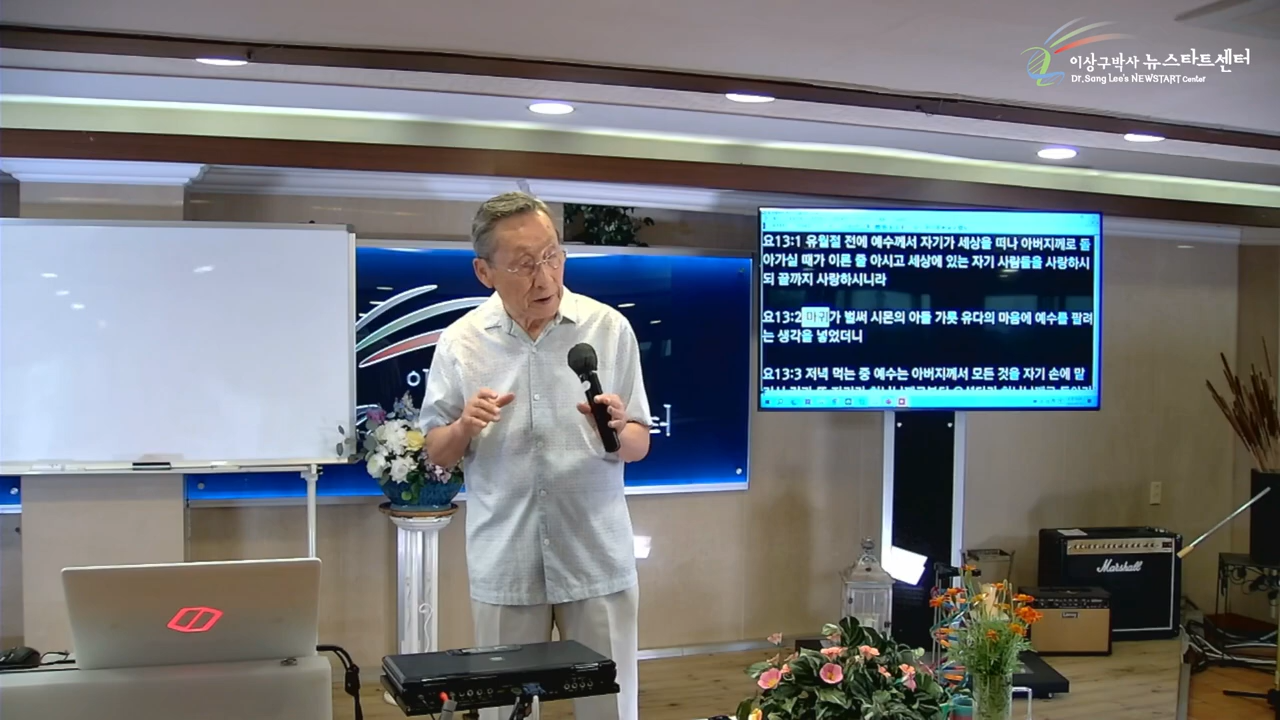 이상구박사 뉴스타트센터
Dr. Sang Lee's NEWSTART Center
요13:1 유월절 전에 예수께서 자기가 세상을 떠나 아버지께로 돌
아가실 때가 이른 줄 아시고 세상에 있는 자기 사람들을 사랑하시
되 끝까지 사랑하시니라
요13:2 마귀가 벌써 시몬의 아들 가룟 유다의 마음에 예수를 팔려
는 생각을 넣었더니
요13:3 저녁 먹는 중 예수는 아버지께서 모든 것을 자기 손에 맡
Marshall